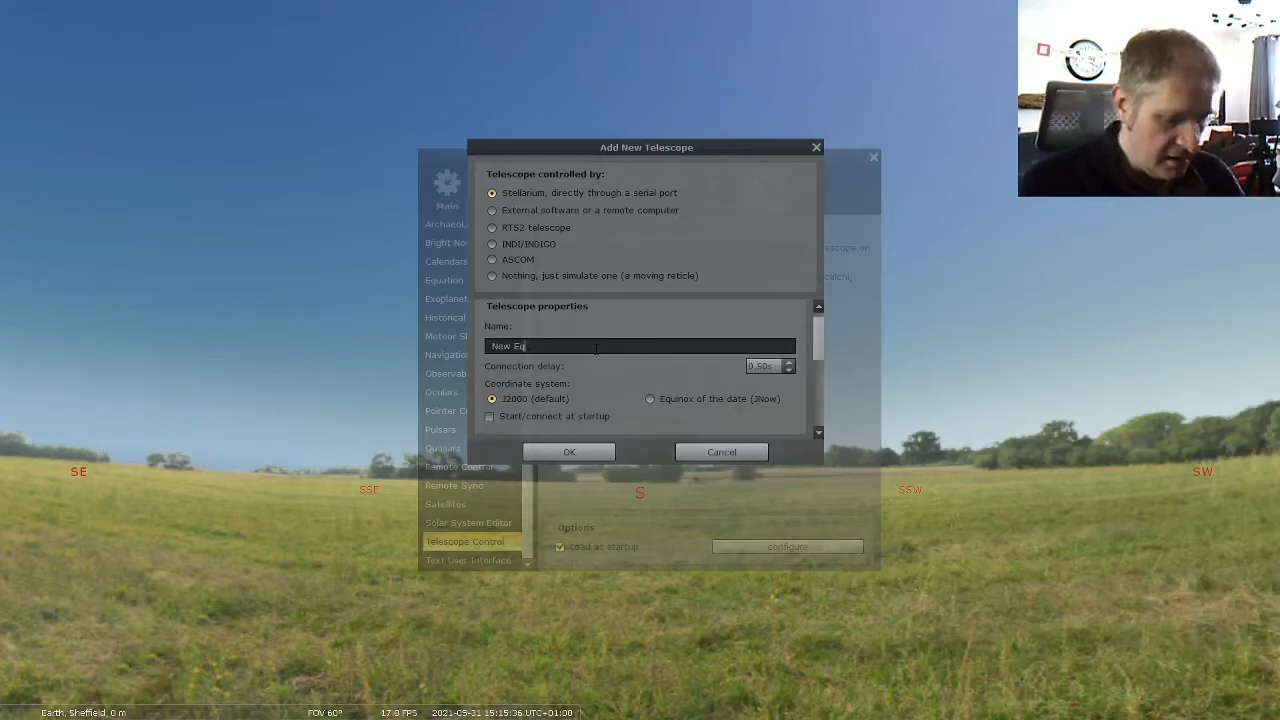 Add New Telescope
Telescope controlled by:
Stellarium, directly through a serial port
External software or a remote computer
RTS2 telescope
INDI/INDIGO
ASCOM
Nothing, just simulate one (a moving reticle)
Telescope properties
Name:
New Eq
Connection delay:
0.50s
Coordinate system:
J2000 (default)
Equinox of the date (JNow)
Start/connect at startup
OK
Cancel
Main
Bright No
Calendars
Equation
Exoplanet
Historical
Meteor
Navigatio
Observab
Oculars
Pointer C
Pulsars
Quasars
Remote Control
Remote Sync
Satellites
Solar System Editor
Telescope Control
Text User Interface
Options
Load at startup
configure
SE
SSE
S
SSW
SW
Earth, Sheffield, 0 m
FOV 60°
17.8 FPS
2021-05-31 15:15:36 UTC+01:00